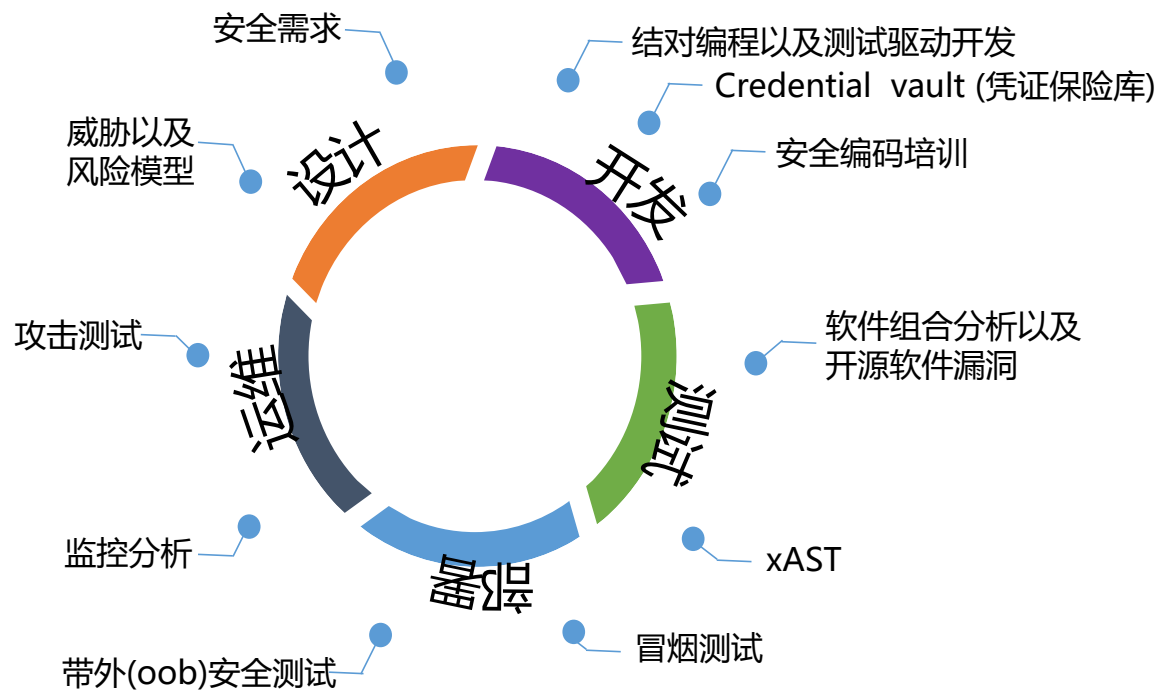 安全需求
结对编程以及测试驱动开发
Credential vault (凭证保险库)
威胁以及
风险模型
设计
开发
安全编码培训
攻击测试
软件组合分析以及
开源软件漏洞
运维
测试
监控分析
xAST
部署
冒烟测试
带外(oob)安全测试